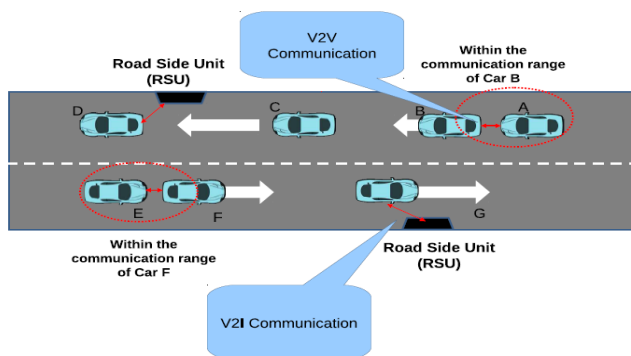 V2V
Communication
Within the
communication range
of Car B
Road Side Unit
(RSU)
D
C
B
A
E
F
G
Within the
communication range
of Car F
Road Side Unit
(RSU)
V2I Communication